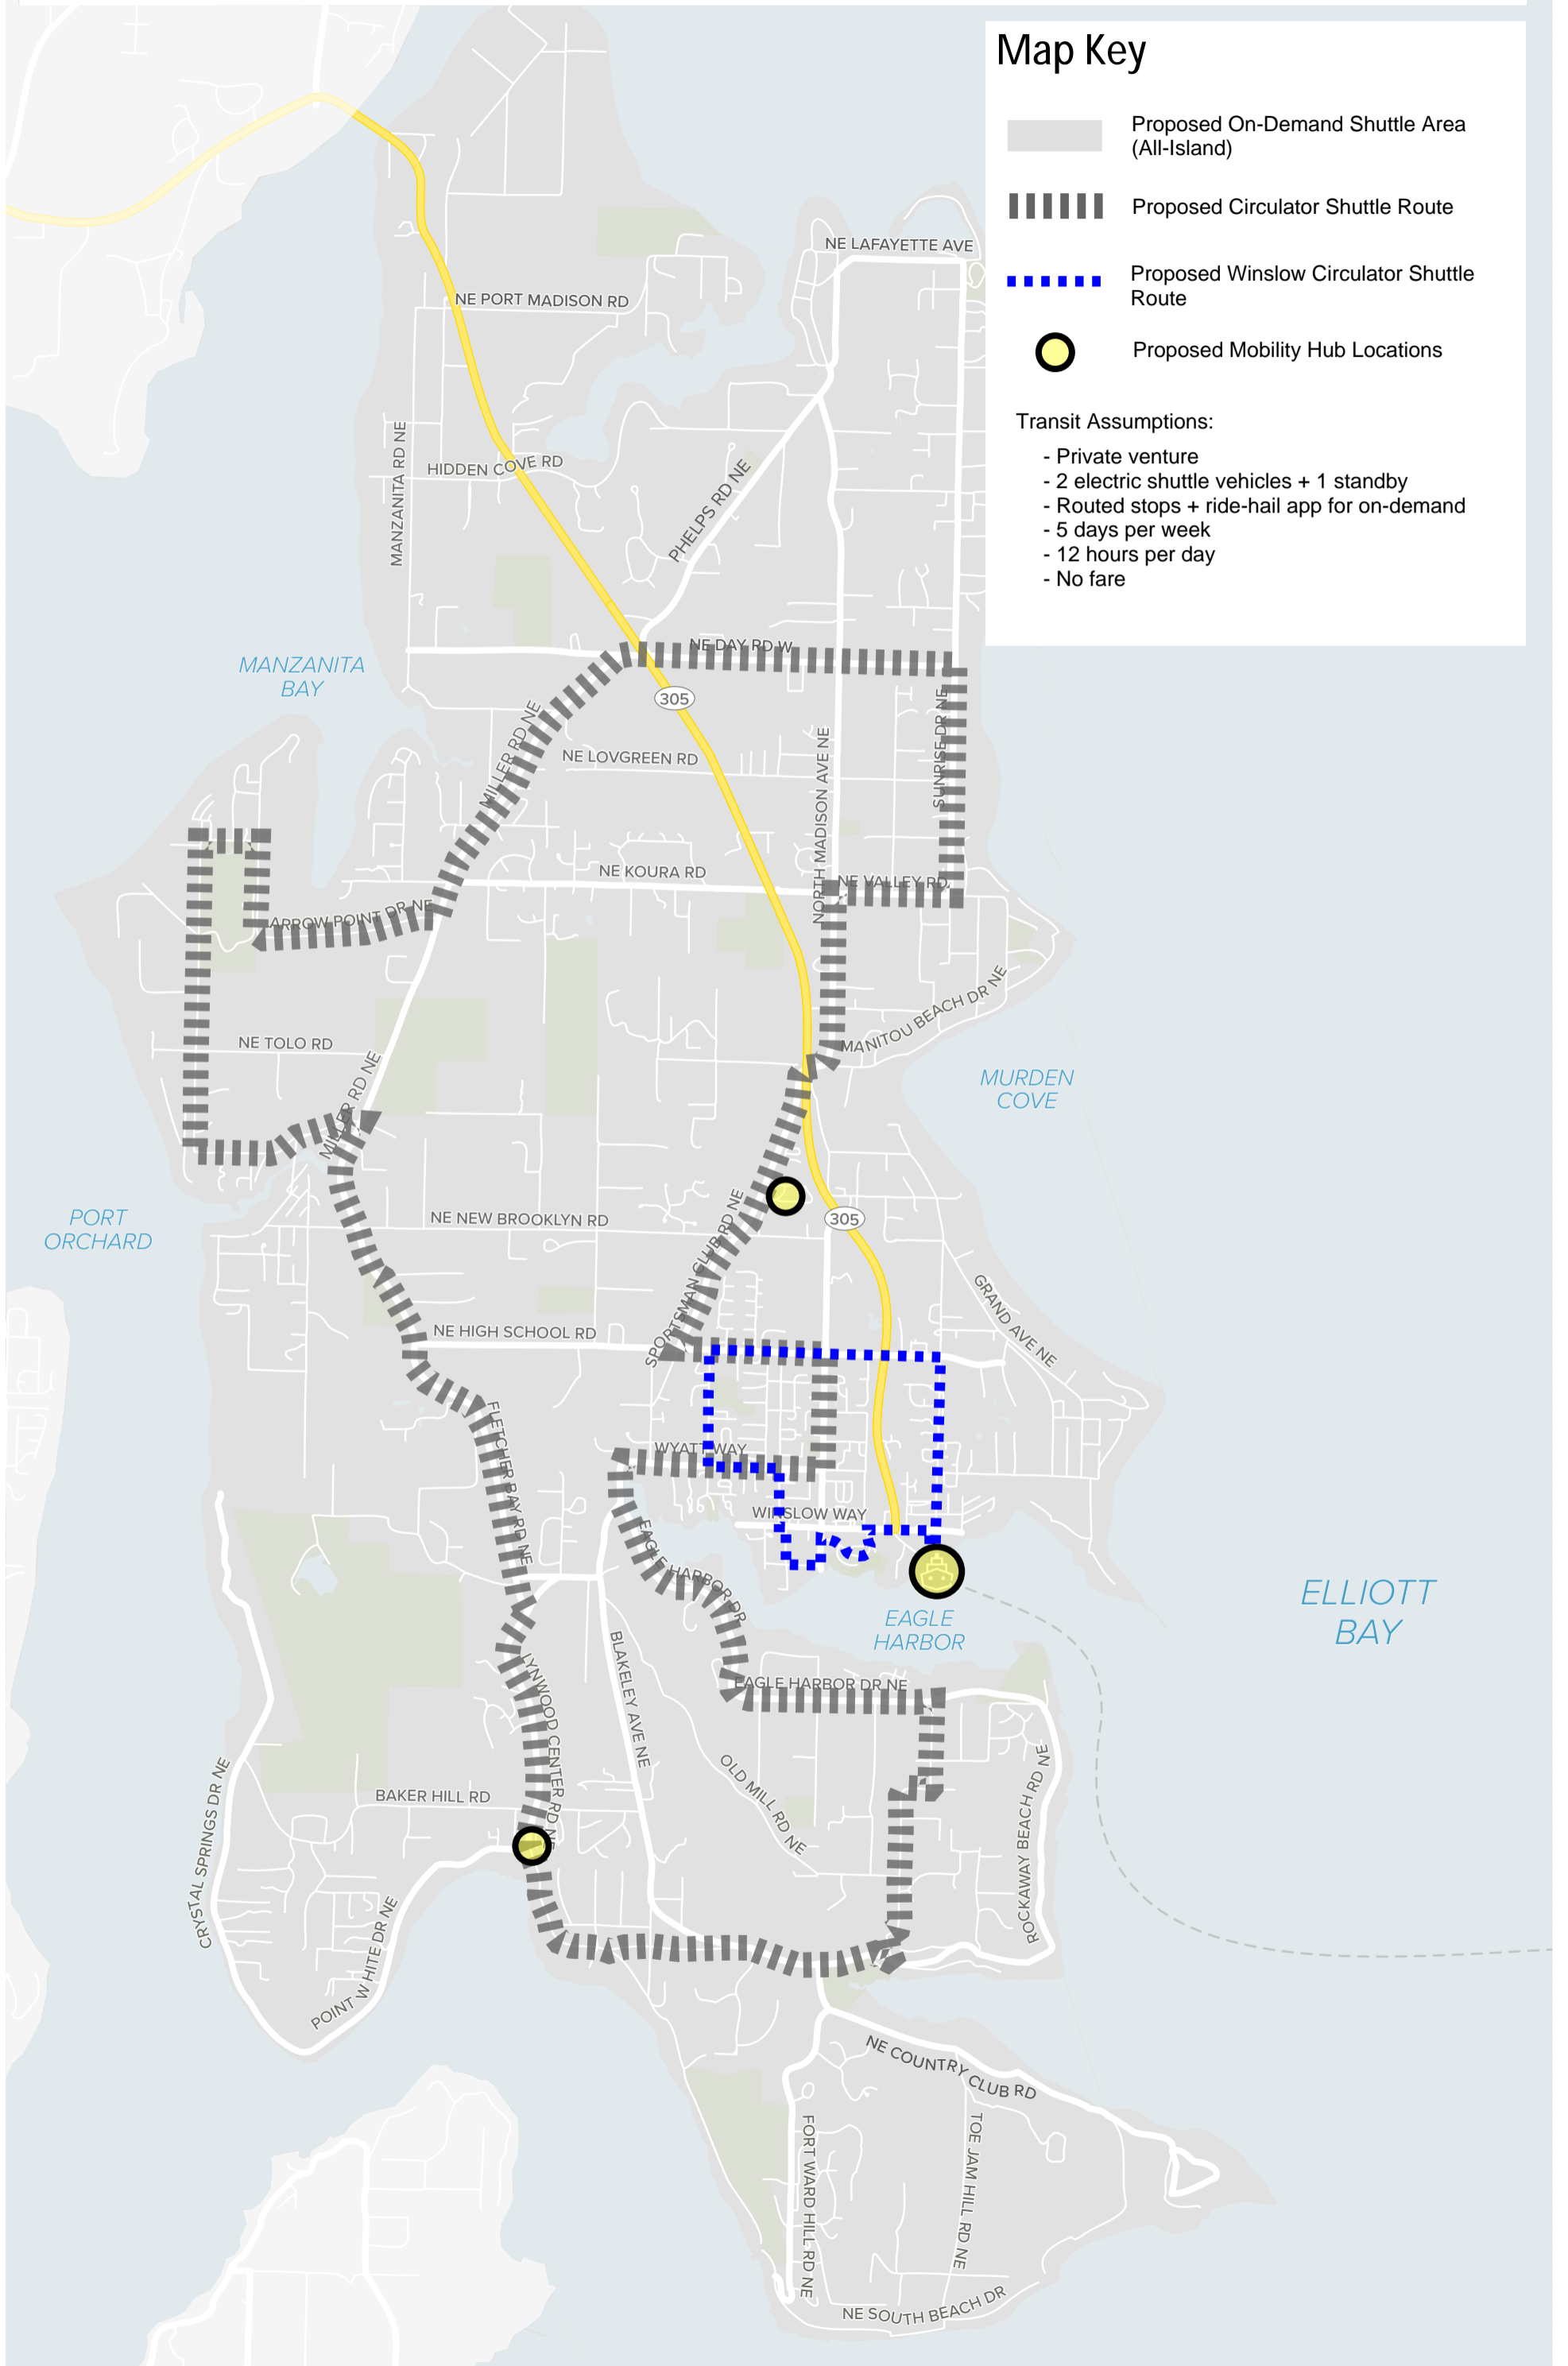 Map Key
Proposed On-Demand Shuttle Area
(All-Island)
Proposed Circulator Shuttle Route
Proposed Winslow Circulator Shuttle
Route
Proposed Mobility Hub Locations
Transit Assumptions:
- Private venture
- 2 electric shuttle vehicles + 1 standby
- Routed stops + ride-hail app for on-demand
- 5 days per week
- 12 hours per day
- No fare
NE LAFAYETTE AVE
NE PORT MADISON RD
MANZANITA RD NE
HIDDEN COVE RD
PHELPS RD NE
NE DAY RD W
MANZANITA
BAY
305
MILLER RD NE
SUNRISE DR NE
NE LOVGREEN RD
NORTH MADISON AVE NE
NE KOURA RD
NE VALLEY RD
ARROW POINT DR NE
MANITOU BEACH DR NE
NE TOLO RD
MILLER RD NE
MURDEN
COVE
PORT
ORCHARD
NE NEW BROOKLYN RD
305
SPORTSMAN CLUB RD NE
GRAND AVE NE
NE HIGH SCHOOL RD
FLETCHER BAY RD NE
WYATT WAY
WINSLOW WAY
EAGLE HARBOR DR
EAGLE
HARBOR
ELLIOTT
BAY
BLAKELEY AVE NE
LYNWOOD CENTER RD NE
EAGLE HARBOR DR NE
OLD MILL RD NE
ROCKAWAY BEACH RD NE
CRYSTAL SPRINGS DR NE
BAKER HILL RD
POINT WHITE DR NE
NE COUNTRY CLUB RD
FORT WARD HILL RD NE
TOE JAM HILL RD NE
NE SOUTH BEACH DR